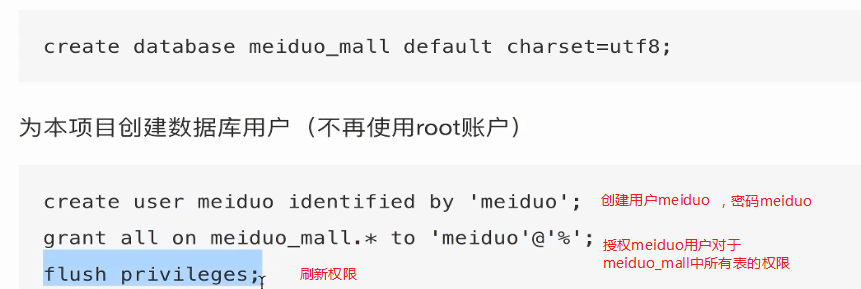 create database meiduo_mall default charset=utf8;
为本项目创建数据库用户（不再使用root账户）
create user meiduo identified by 'meiduo'; 创建用户meiduo ，密码meiduo
grant all on meiduo_mall.* to 'meiduo'@'%'; 授权meiduo用户对于
meiduo_mall中所有表的权限
flush privileges; 刷新权限